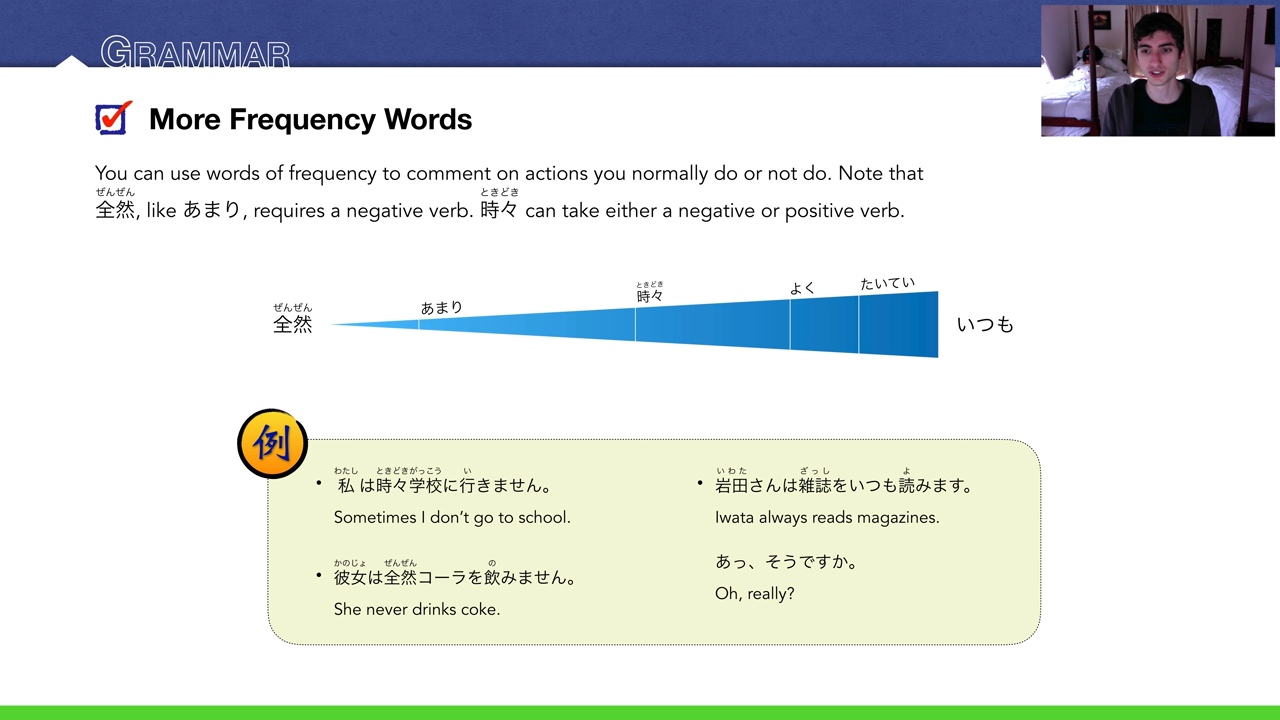 GRAMMAR
More Frequency Words
You can use words of frequency to comment on actions you normally do or not do. Note that
ぜんぜん ときどき
全然, like あまり, requires a negative verb. 時々 can take either a negative or positive verb.
ぜんぜん
全然
あまり
ときどき
時々
よく
たいてい
いつも
例
わたし ときどきがっこう い
• 私は時々学校に行きません。
Sometimes I don't go to school.
かのじょ ぜんぜん の
• 彼女は全然コーラを飲みません。
She never drinks coke.
いわた ざっし よ
• 岩田さんは雑誌をいつも読みます。
Iwata always reads magazines.
あっ、そうですか。
Oh, really?